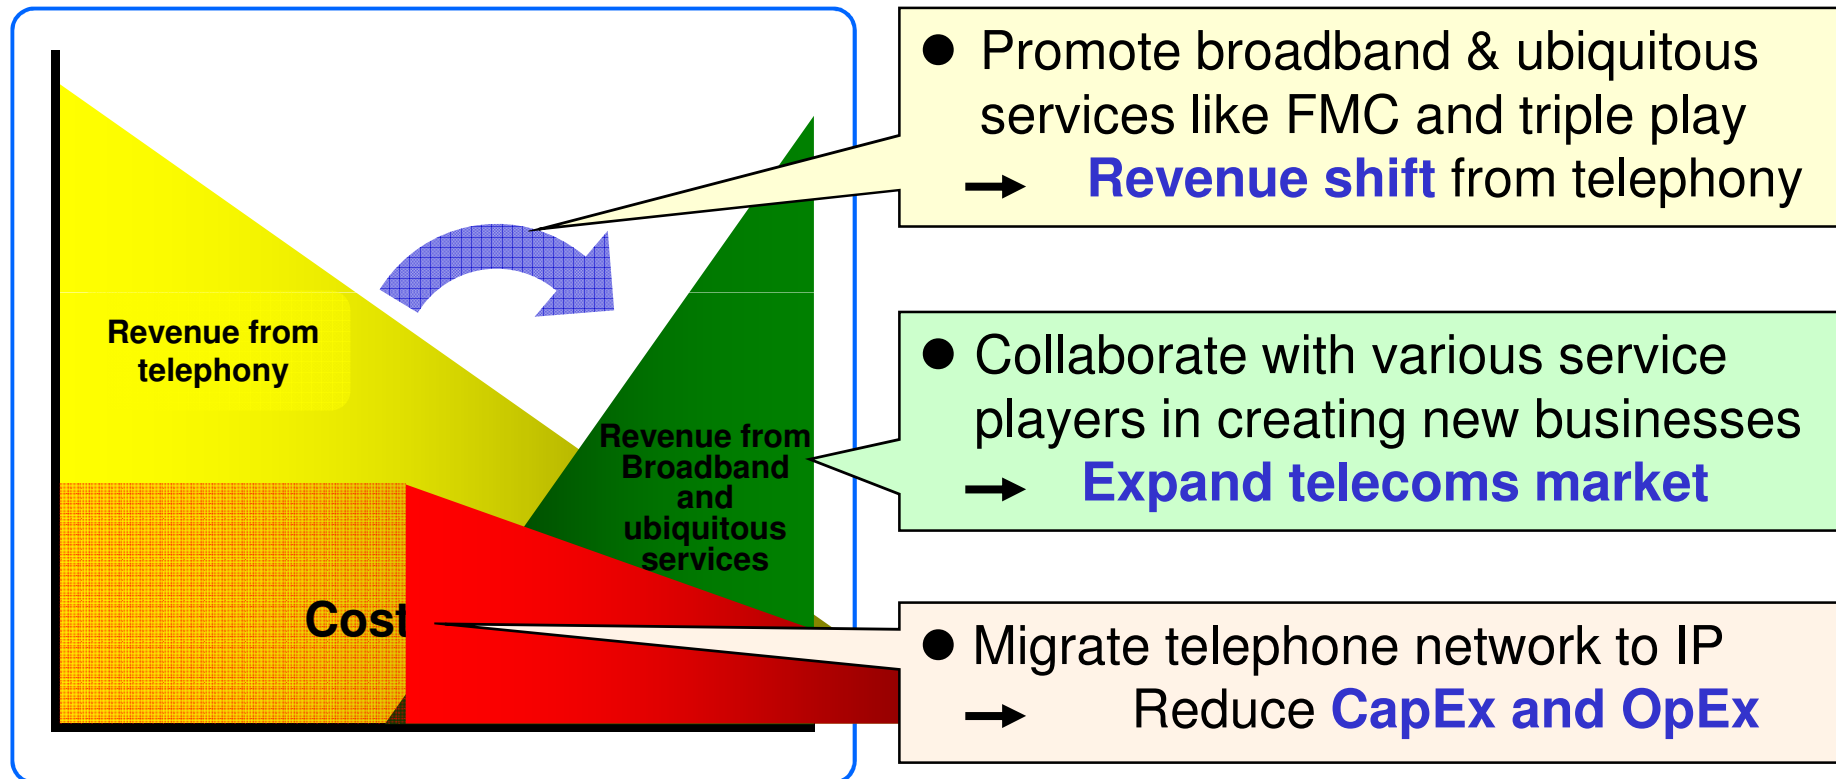 Revenue from
telephony
Revenue from
Broadband
and
ubiquitous
services
Cost
● Promote broadband & ubiquitous
services like FMC and triple play
→ Revenue shift from telephony
● Collaborate with various service
players in creating new businesses
→ Expand telecoms market
● Migrate telephone network to IP
→ Reduce CapEx and OpEx